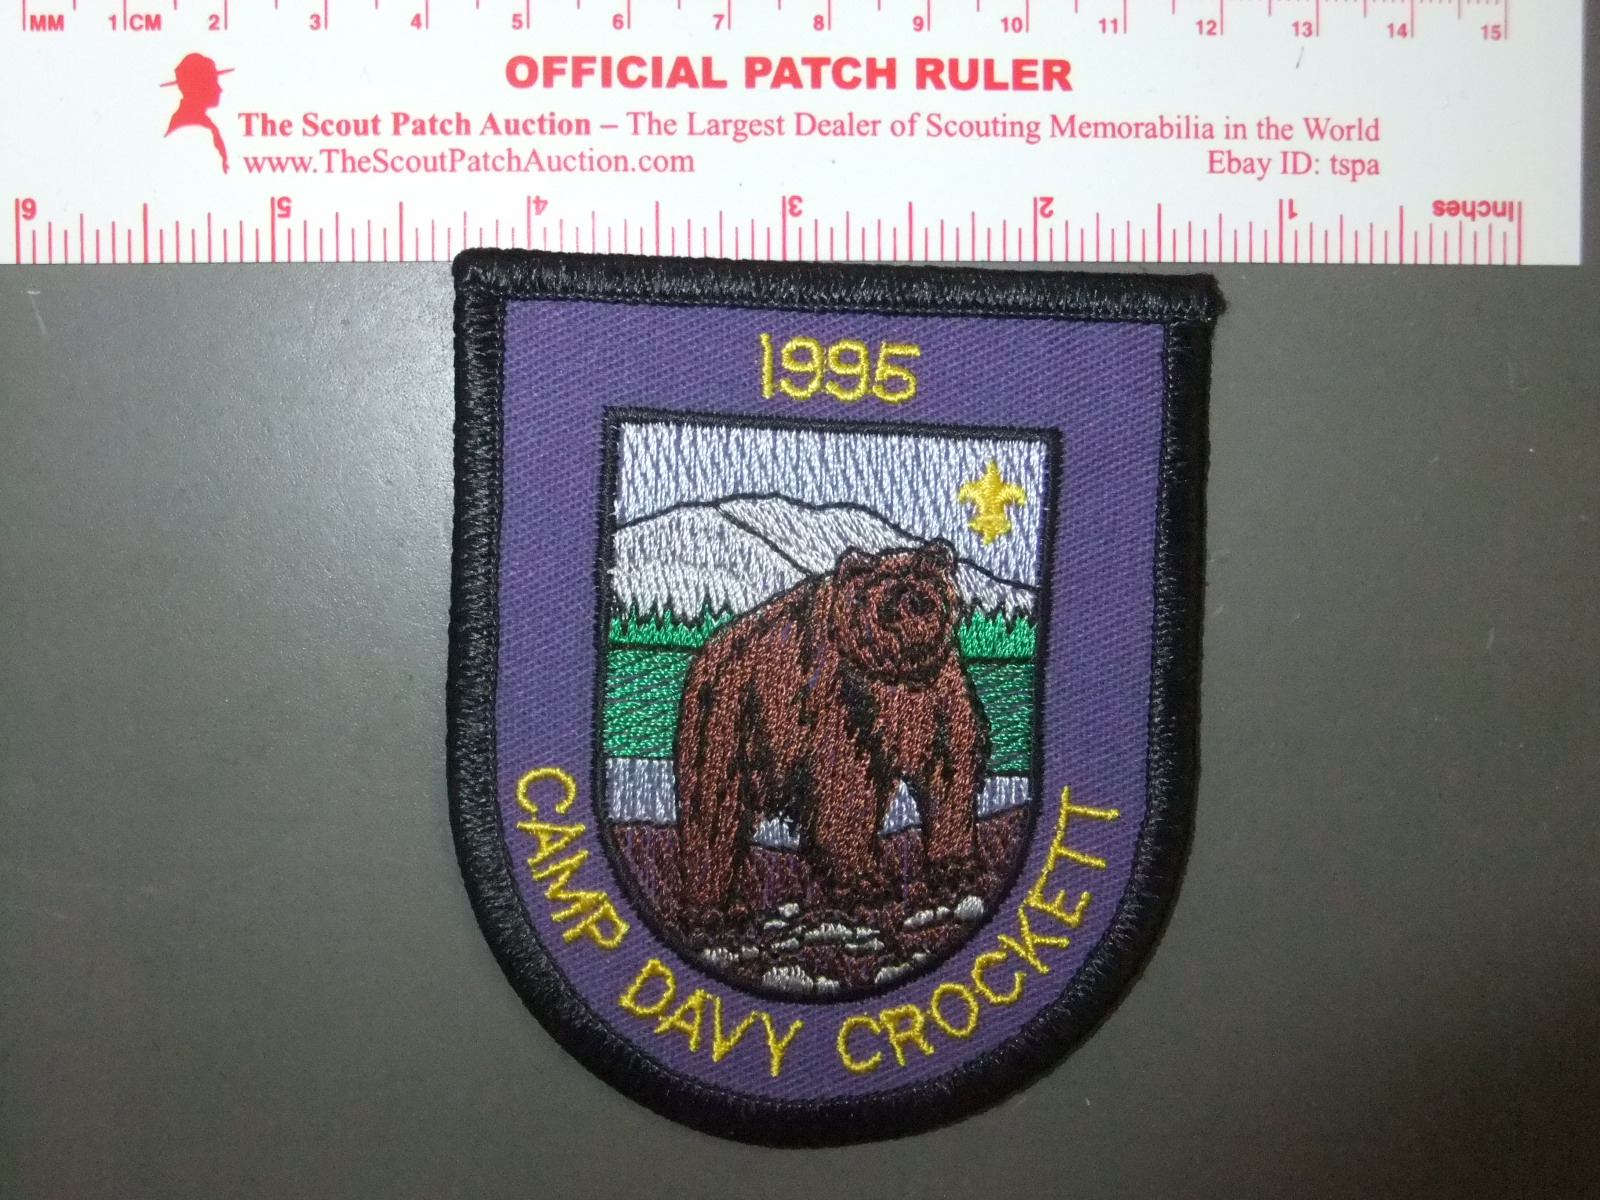 MM 1 CM 2 3 4 5 6 7 8 9 10 11 12 13 14 15
OFFICIAL PATCH RULER
The Scout Patch Auction – The Largest Dealer of Scouting Memorabilia in the World
www.TheScoutPatchAuction.com Ebay ID: tspa
6 5 4 3 2 1 Inches
1995
CAMP DAVY CROCKETT